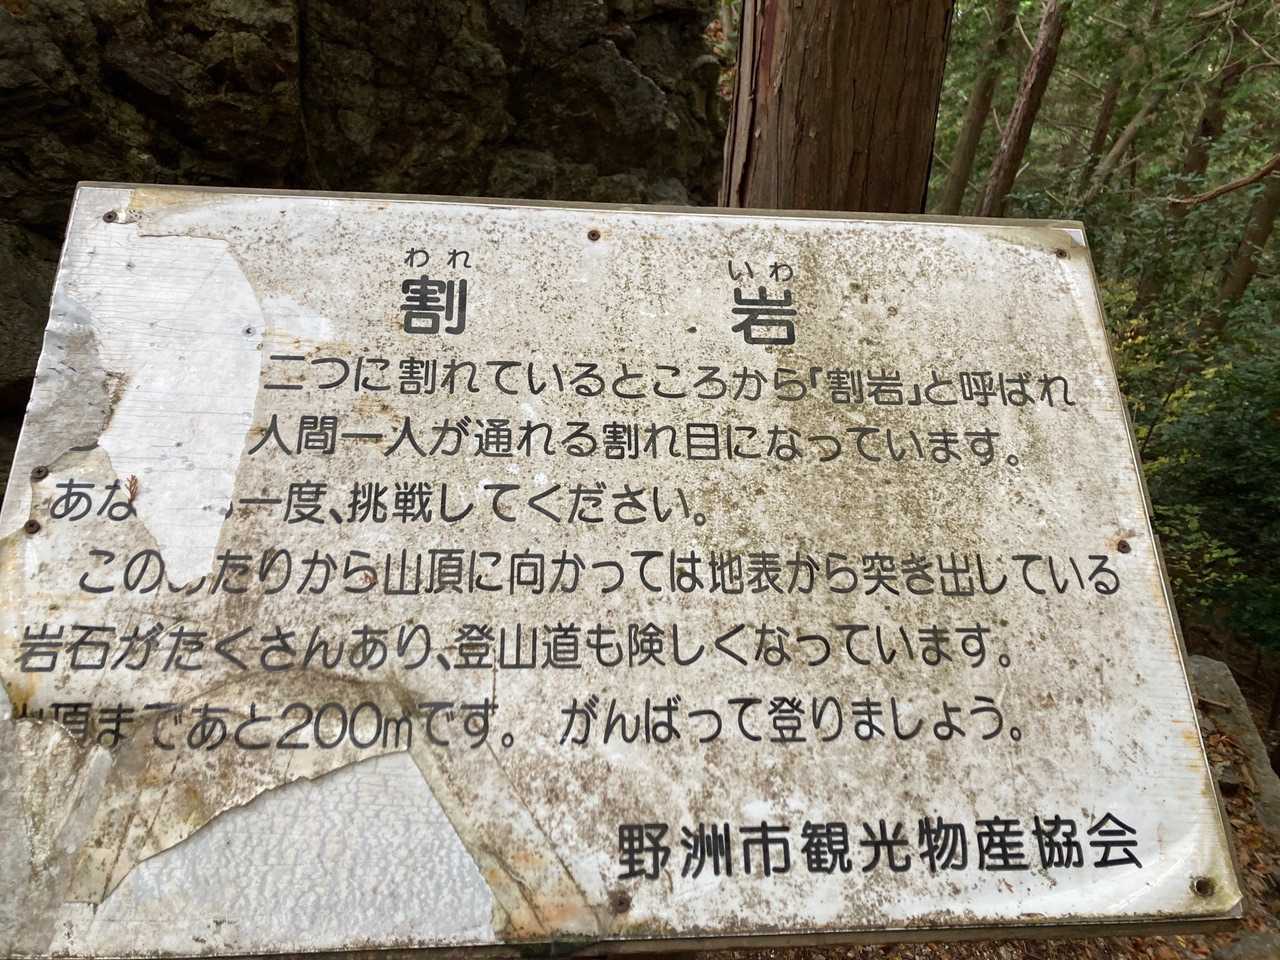 われ いわ
割 岩
二つに割れているところから「割岩」と呼ばれ
人間一人が通れる割れ目になっています。
あな 一度、挑戦してください。
この たりから山頂に向かっては地表から突き出している
岩石がたくさんあり、登山道も険しくなっています。
山頂まであと200mです。 がんばって登りましょう。
野洲市観光物産協会